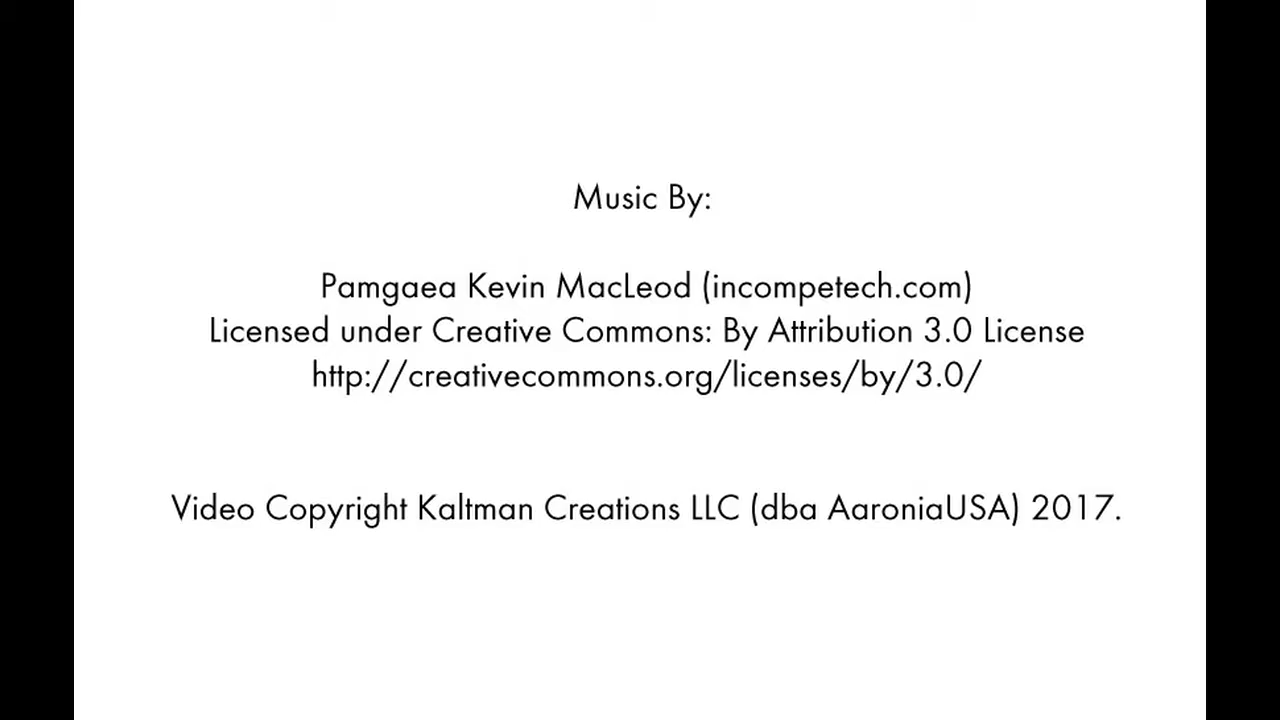 Music By:
Pamgaea Kevin MacLeod (incompetech.com)
Licensed under Creative Commons: By Attribution 3.0 License
http://creativecommons.org/licenses/by/3.0/
Video Copyright Kaltman Creations LLC (dba AaroniaUSA) 2017.